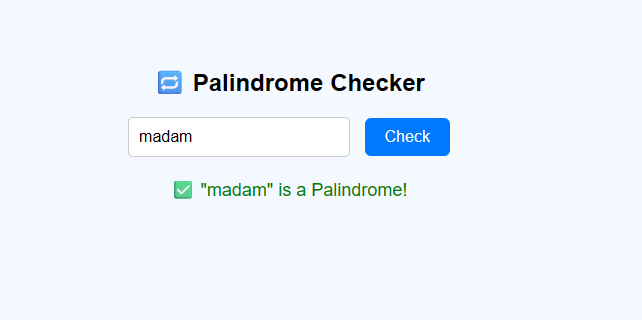 🔁 Palindrome Checker
madam
Check
✅ "madam" is a Palindrome!